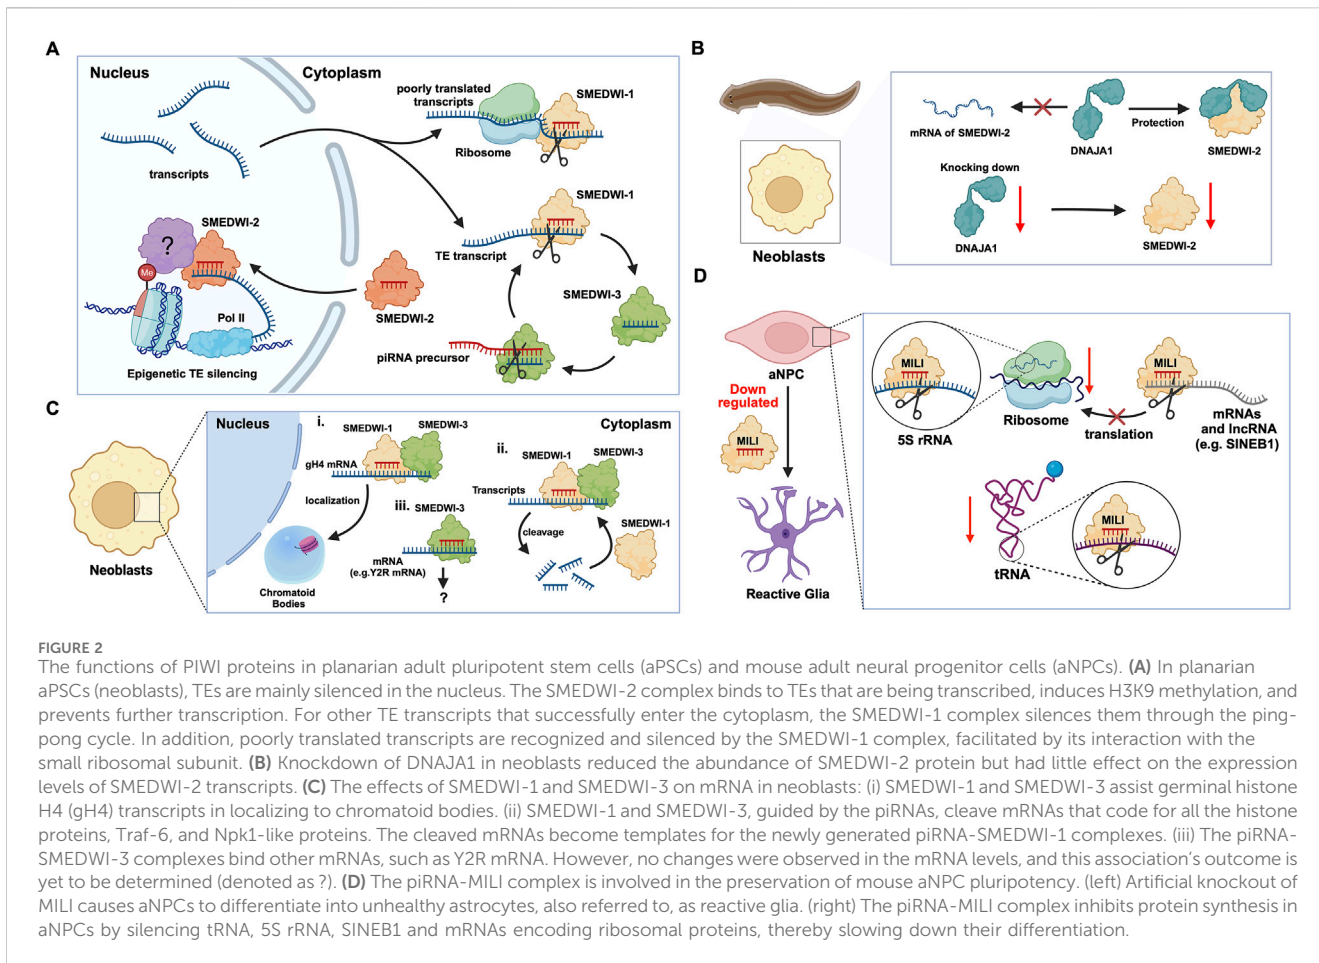 A
Nucleus
Cytoplasm
poorly translated
transcripts
SMEDWI-1
Ribosome
transcripts
SMEDWI-1
SMEDWI-2
?
TE transcript
Me
SMEDWI-3
SMEDWI-2
Pol II
piRNA precursor
Epigenetic TE silencing
B
Neoblasts
mRNA of SMEDWI-2
DNAJA1
Protection
SMEDWI-2
Knocking down
DNAJA1
SMEDWI-2
C
Neoblasts
Nucleus
Cytoplasm
i.
SMEDWI-1
SMEDWI-3
gH4 mRNA
localization
Chromatoid
Bodies
ii.
SMEDWI-1
SMEDWI-3
Transcripts
cleavage
SMEDWI-1
iii.
SMEDWI-3
mRNA
(e.g.Y2R mRNA)
?
D
aNPC
Down
regulated
MILI
Reactive Glia
MILI
5S rRNA
Ribosome
translation
MILI
mRNAs
and lncRNA
(e.g. SINEB1)
tRNA
MILI
FIGURE 2
The functions of PIWI proteins in planarian adult pluripotent stem cells (aPSCs) and mouse adult neural progenitor cells (aNPCs). (A) In planarian
aPSCs (neoblasts), TEs are mainly silenced in the nucleus. The SMEDWI-2 complex binds to TEs that are being transcribed, induces H3K9 methylation, and
prevents further transcription. For other TE transcripts that successfully enter the cytoplasm, the SMEDWI-1 complex silences them through the ping-
pong cycle. In addition, poorly translated transcripts are recognized and silenced by the SMEDWI-1 complex, facilitated by its interaction with the
small ribosomal subunit. (B) Knockdown of DNAJA1 in neoblasts reduced the abundance of SMEDWI-2 protein but had little effect on the expression
levels of SMEDWI-2 transcripts. (C) The effects of SMEDWI-1 and SMEDWI-3 on mRNA in neoblasts: (i) SMEDWI-1 and SMEDWI-3 assist germinal histone
H4 (gH4) transcripts in localizing to chromatoid bodies. (ii) SMEDWI-1 and SMEDWI-3, guided by the piRNAs, cleave mRNAs that code for all the histone
proteins, Traf-6, and Npk1-like proteins. The cleaved mRNAs become templates for the newly generated piRNA-SMEDWI-1 complexes. (iii) The piRNA-
SMEDWI-3 complexes bind other mRNAs, such as Y2R mRNA. However, no changes were observed in the mRNA levels, and this association's outcome is
yet to be determined (denoted as ?). (D) The piRNA-MILI complex is involved in the preservation of mouse aNPC pluripotency. (left) Artificial knockout of
MILI causes aNPCs to differentiate into unhealthy astrocytes, also referred to, as reactive glia. (right) The piRNA-MILI complex inhibits protein synthesis in
aNPCs by silencing tRNA, 5S rRNA, SINEB1 and mRNAs encoding ribosomal proteins, thereby slowing down their differentiation.